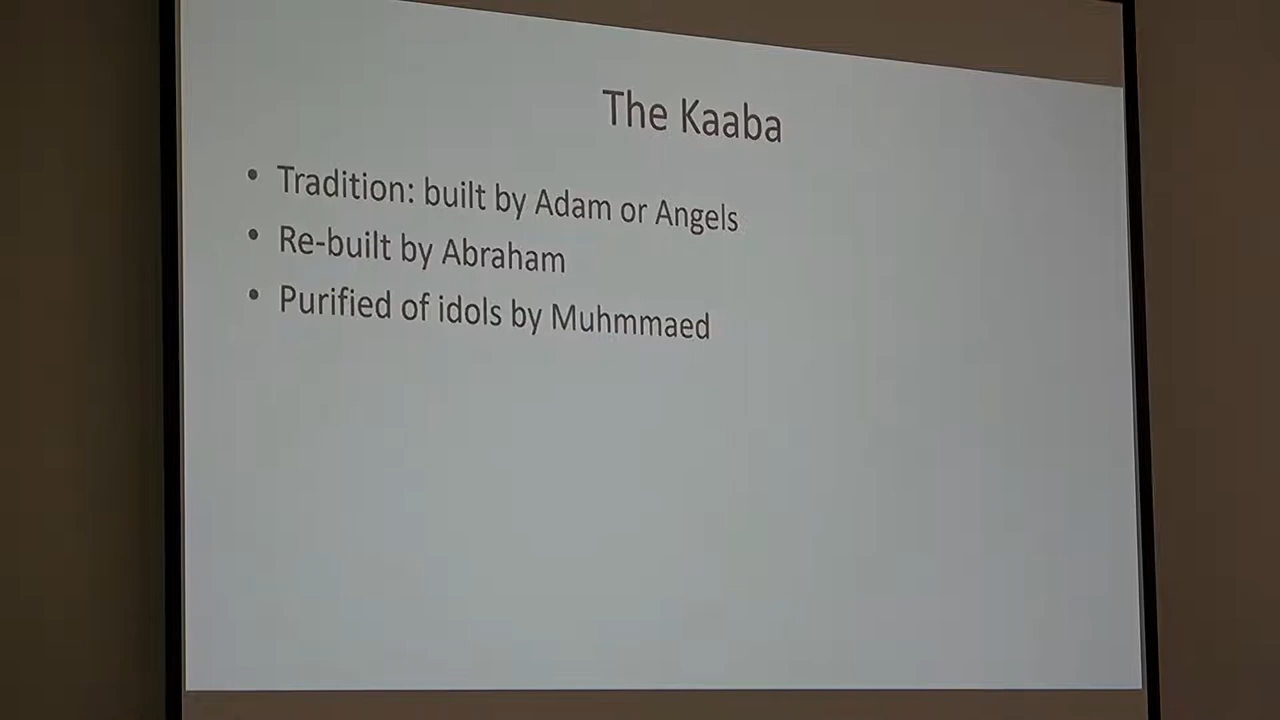 The Kaaba
• Tradition: built by Adam or Angels
• Re-built by Abraham
• Purified of idols by Muhmmaed